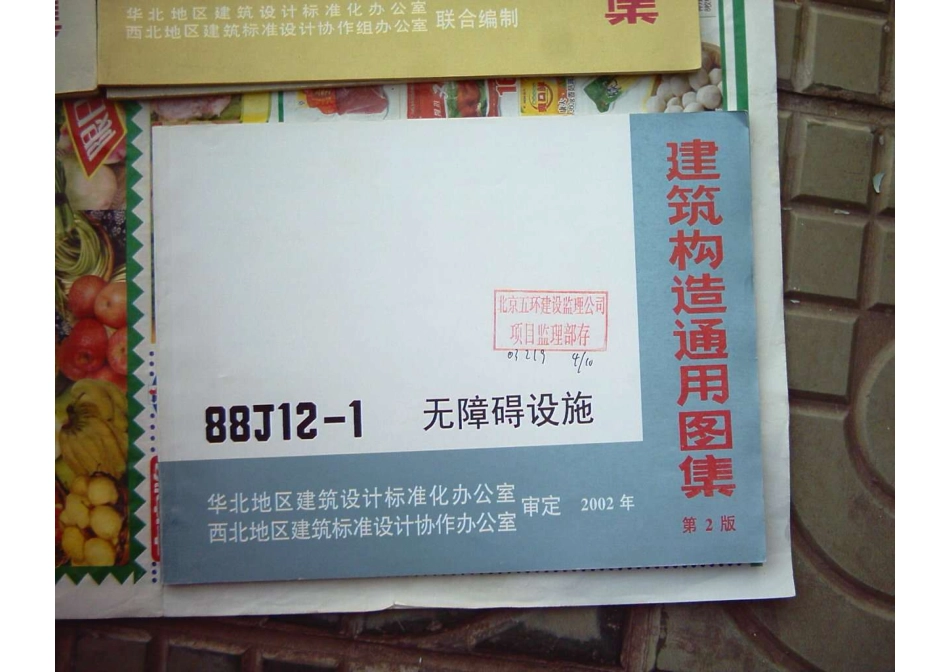 华北地区建筑设计标准化办公室
西北地区建筑标准设计协作组办公室
联合编制
集
建筑构造通用图集
第2版
北京五环建设监理公司
项目监理部存
03219 4/10
88J12-1 无障碍设施
华北地区建筑设计标准化办公室
西北地区建筑标准设计协作办公室
审定 2002年